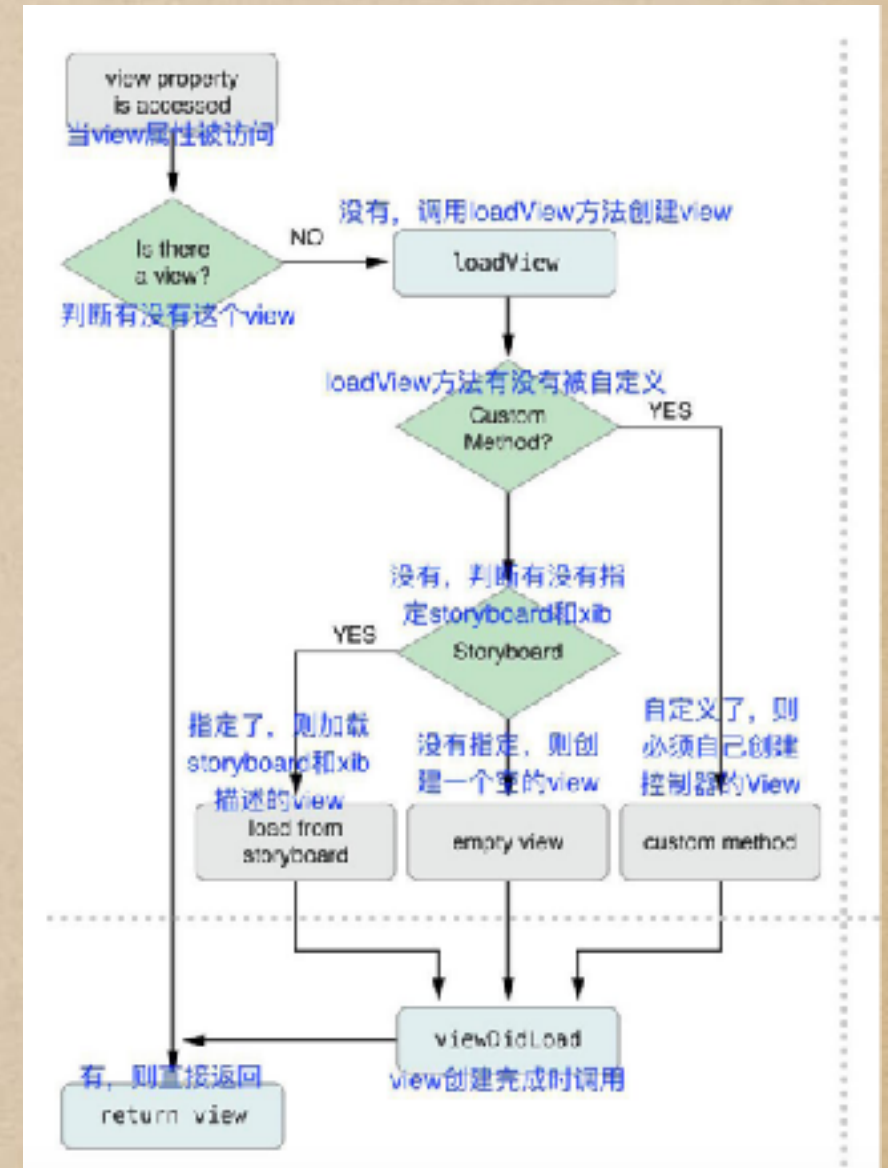 view property
is accessed
当view属性被访问
没有，调用loadView方法创建view
NO
Is there
a view?
loadView
判断有没有这个view
loadView方法有没有被自定义
YES
Custom
Method?
没有，判断有没有指
定storyboard和xib
YES
Storyboard
指定了，则加载
storyboard和xib
描述的view
没有指定，则创
建一个空的view
自定义了，则
必须自己创建
控制器的View
load from
storyboard
empty view
custom method
viewDidLoad
view创建完成时调用
有，则直接返回
return view